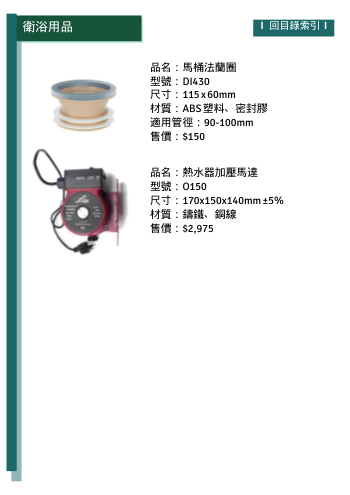 衛浴用品
I 回目錄索引 I
品名：馬桶法蘭圈
型號：DI430
尺寸：115x60mm
材質：ABS塑料、密封膠
適用管徑：90-100mm
售價：$150
品名：熱水器加壓馬達
型號：O150
尺寸：170x150x140mm±5%
材質：鑄鐵、銅線
售價：$2,975